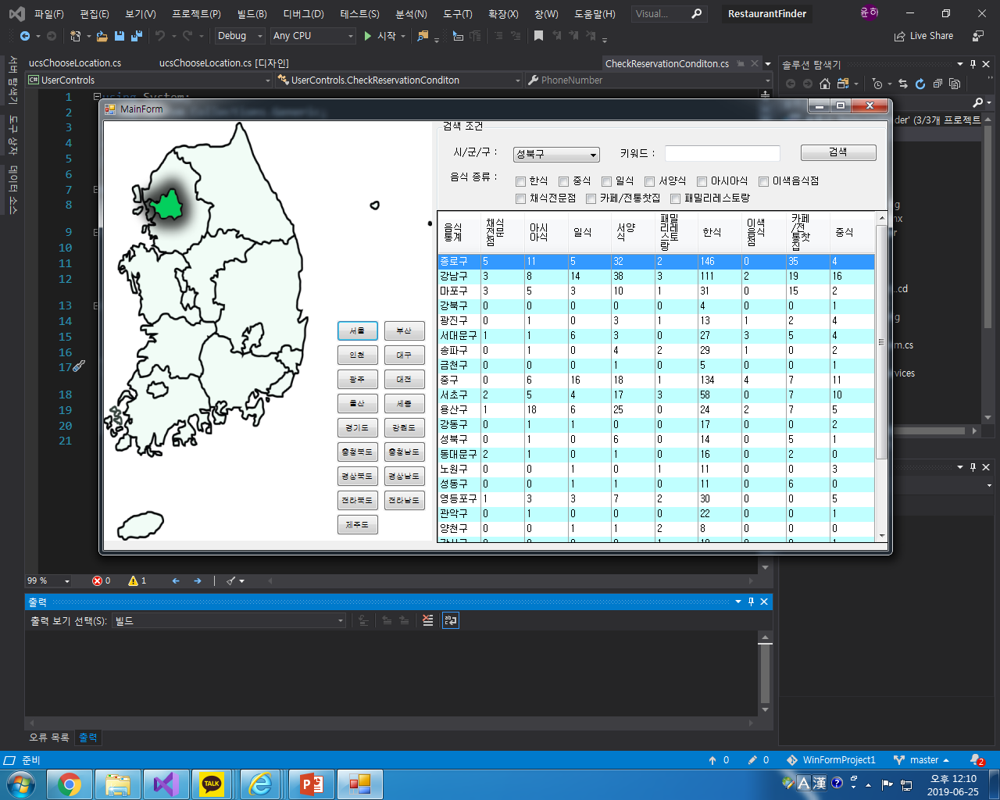 파일(F) 편집(E) 보기(V) 프로젝트(P) 빌드(B) 디버그(D) 테스트(S) 분석(N) 도구(T) 확장(X) 창(W) 도움말(H) Visual... RestaurantFinder 윤하
Debug Any CPU 시작 Live Share
서버 탐색기
도구 상자
데이터 소스
ucsChooseLocation.cs ucsChooseLocation.cs [디자인] CheckReservationConditon.cs
솔루션 탐색기
UserControls UserControls.CheckReservationConditon PhoneNumber
1
2
3
4
5
6
7
8
9
10
11
12
13
14
15
16
17
18
19
20
21
using System;
der' (3/3개 프로젝트
.cd
m.cs
vices
MainForm
검색 조건
시/군/구 : 성북구 키워드 : 검색
음식 종류 : 한식 중식 일식 서양식 아시아식 이색음식점
채식전문점 카페/전통찻집 패밀리레스토랑
음식통계 채식전문점 아시아식 일식 서양식 패밀리레스토랑 한식 이색음식점 카페/전통찻집 중식
종로구 5 11 5 32 2 146 0 35 4
강남구 3 8 14 38 3 111 2 19 16
마포구 3 5 3 10 1 31 0 15 2
강북구 0 0 0 0 0 4 0 0 1
광진구 0 1 0 3 1 13 1 2 4
서대문구 1 1 6 3 0 27 3 5 4
송파구 0 1 0 4 2 29 1 0 2
금천구 0 0 0 1 0 5 0 0 1
중구 0 6 16 18 1 134 4 7 11
서초구 2 5 4 17 3 58 0 7 10
용산구 1 18 6 25 0 24 2 7 5
강동구 0 1 1 0 0 17 0 0 2
성북구 0 1 0 6 0 14 0 5 1
동대문구 2 1 0 1 0 16 0 2 0
노원구 0 0 1 0 1 11 0 0 3
성동구 0 0 1 1 0 11 0 6 0
영등포구 1 3 3 7 2 30 0 0 5
관악구 0 1 0 0 0 22 0 0 1
양천구 0 0 1 1 2 8 0 0 0
서울 부산
인천 대구
광주 대전
울산 세종
경기도 강원도
충청북도 충청남도
경상북도 경상남도
전라북도 전라남도
제주도
99 % 0 1
출력
출력 보기 선택(S): 빌드
오류 목록 출력
준비 0 0 WinFormProject1 master 2
TALK
A 漢
오후 12:10
2019-06-25